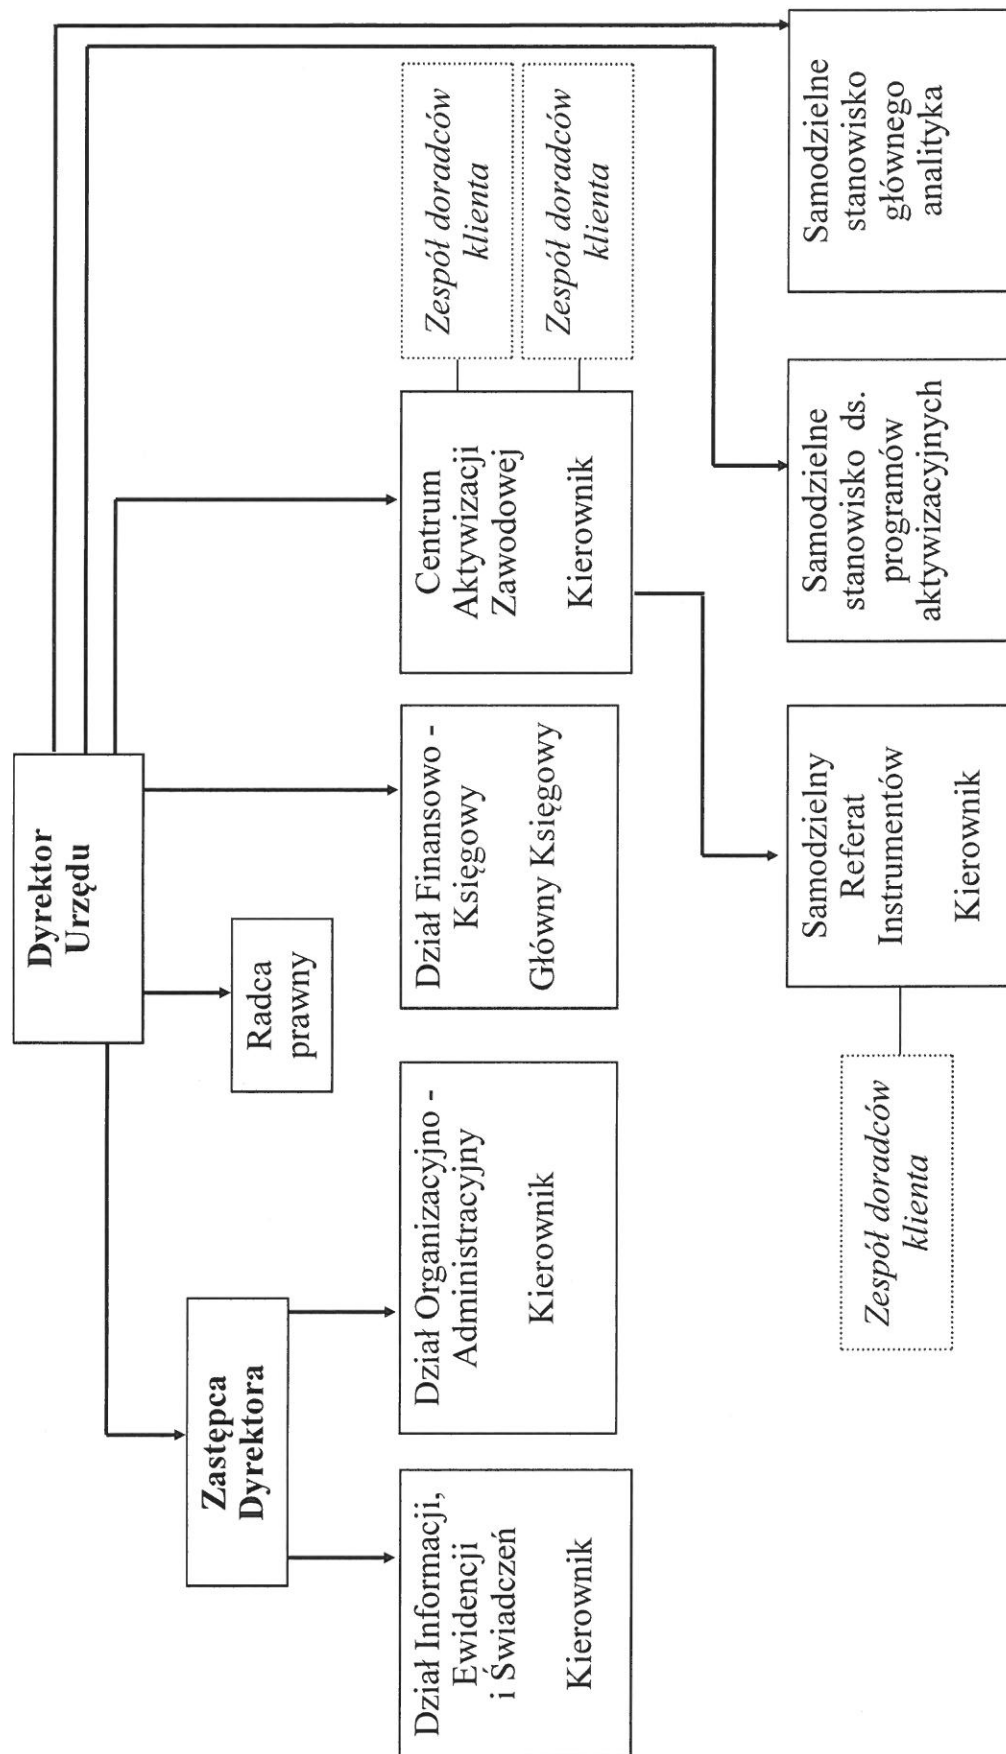 Dyrektor
Urzędu
Zastępca
Dyrektora
Radca
prawny
Dział Informacji,
Ewidencji
i Świadczeń
Kierownik
Dział Organizacyjno -
Administracyjny
Kierownik
Dział Finansowo -
Księgowy
Główny Księgowy
Centrum
Aktywizacji
Zawodowej
Kierownik
Zespół doradców
klienta
Zespół doradców
klienta
Zespół doradców
klienta
Samodzielny
Referat
Instrumentów
Kierownik
Samodzielne
stanowisko ds.
programów
aktywizacyjnych
Samodzielne
stanowisko
głównego
analityka